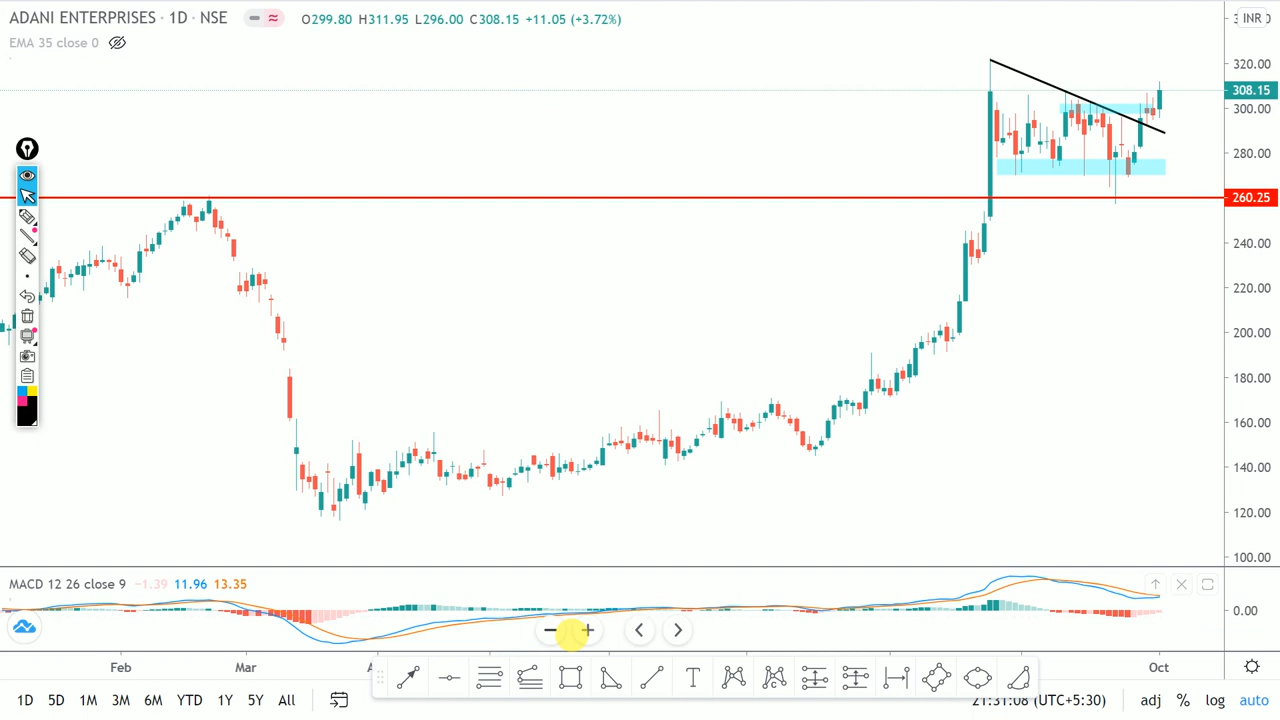 ADANI ENTERPRISES · 1D · NSE O299.80 H311.95 L296.00 C308.15 +11.05 (+3.72%)
INR
EMA 35 close 0
320.00
308.15
300.00
280.00
260.25
240.00
220.00
200.00
180.00
160.00
140.00
120.00
100.00
MACD 12 26 close 9 -1.39 11.96 13.35
0.00
Feb Mar Oct
1D 5D 1M 3M 6M YTD 1Y 5Y All 21:31:08 (UTC+5:30) adj % log auto